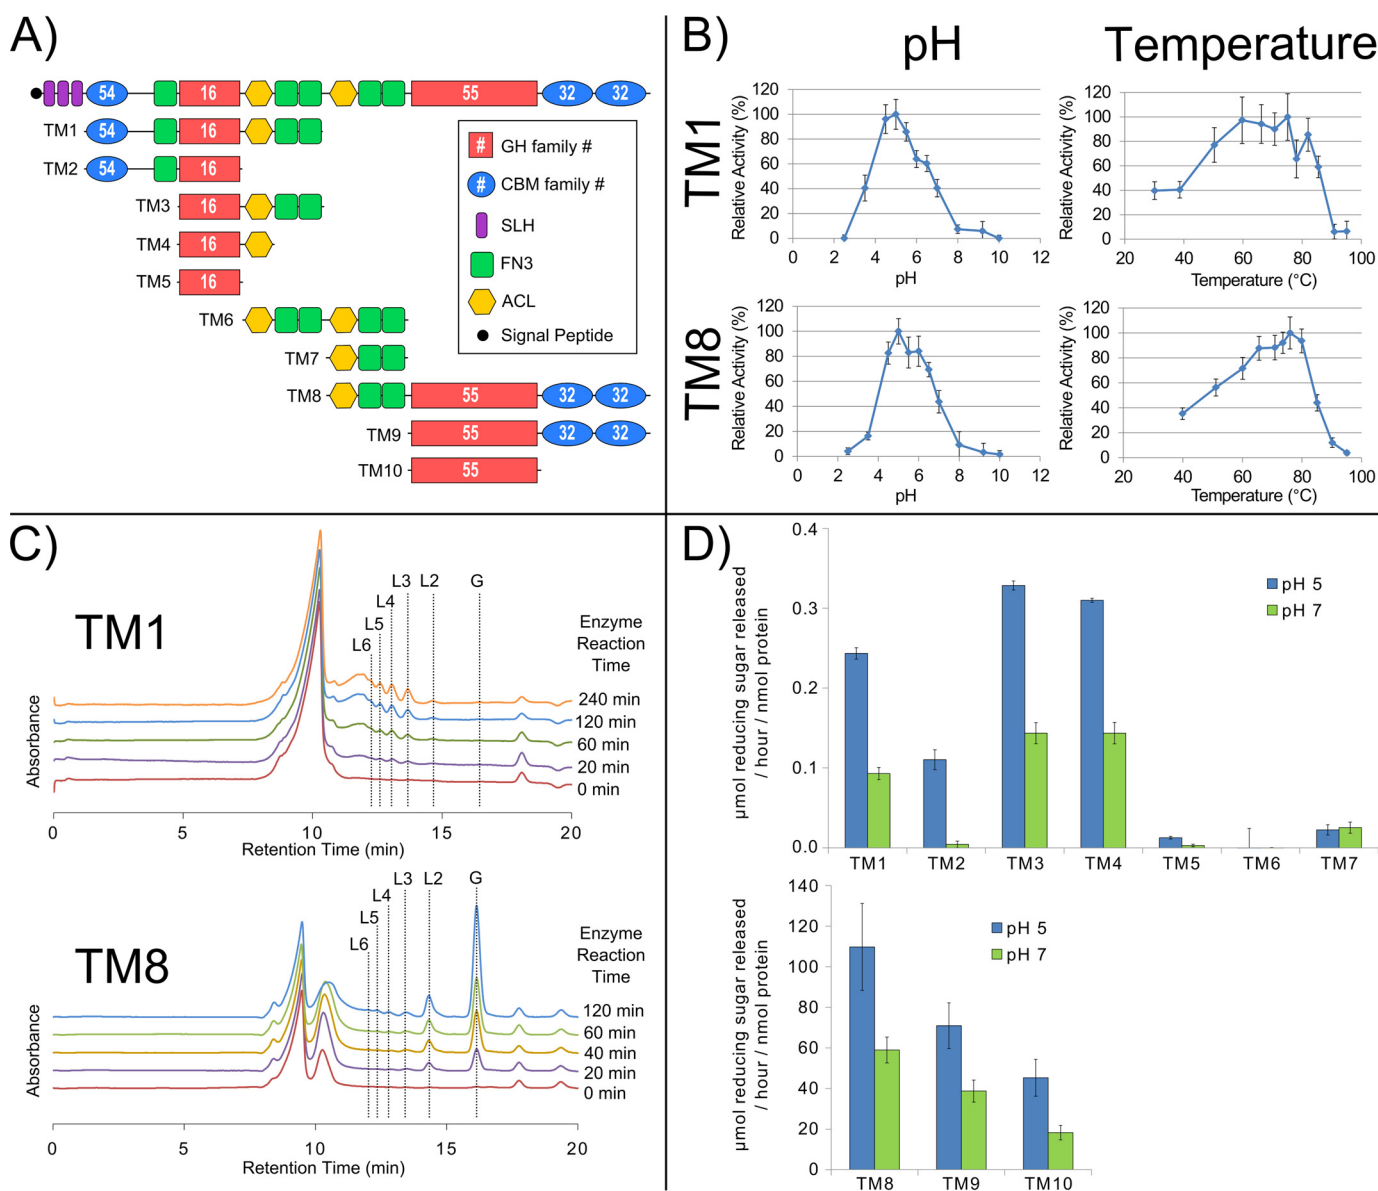 A)
54 16 55 32 32
TM1 54 16
TM2 54 16
TM3 16
TM4 16
TM5 16
TM6
TM7
TM8 55 32 32
TM9 55 32 32
TM10 55
# GH family #
# CBM family #
SLH
FN3
ACL
Signal Peptide
B)
pH
Temperature
TM1
Relative Activity (%)
120
100
80
60
40
20
0
0 2 4 6 8 10 12
pH
Relative Activity (%)
120
100
80
60
40
20
0
20 40 60 80 100
Temperature (°C)
TM8
Relative Activity (%)
120
100
80
60
40
20
0
0 2 4 6 8 10 12
pH
Relative Activity (%)
120
100
80
60
40
20
0
20 40 60 80 100
Temperature (°C)
C)
TM1
L6 L5 L4 L3 L2 G
Enzyme
Reaction
Time
240 min
120 min
60 min
20 min
0 min
Absorbance
0 5 10 15 20
Retention Time (min)
TM8
L6 L5 L4 L3 L2 G
Enzyme
Reaction
Time
120 min
60 min
40 min
20 min
0 min
Absorbance
0 5 10 15 20
Retention Time (min)
D)
µmol reducing sugar released
/ hour / nmol protein
0.4
0.3
0.2
0.1
0.0
pH 5
pH 7
TM1 TM2 TM3 TM4 TM5 TM6 TM7
µmol reducing sugar released
/ hour / nmol protein
140
120
100
80
60
40
20
0
pH 5
pH 7
TM8 TM9 TM10